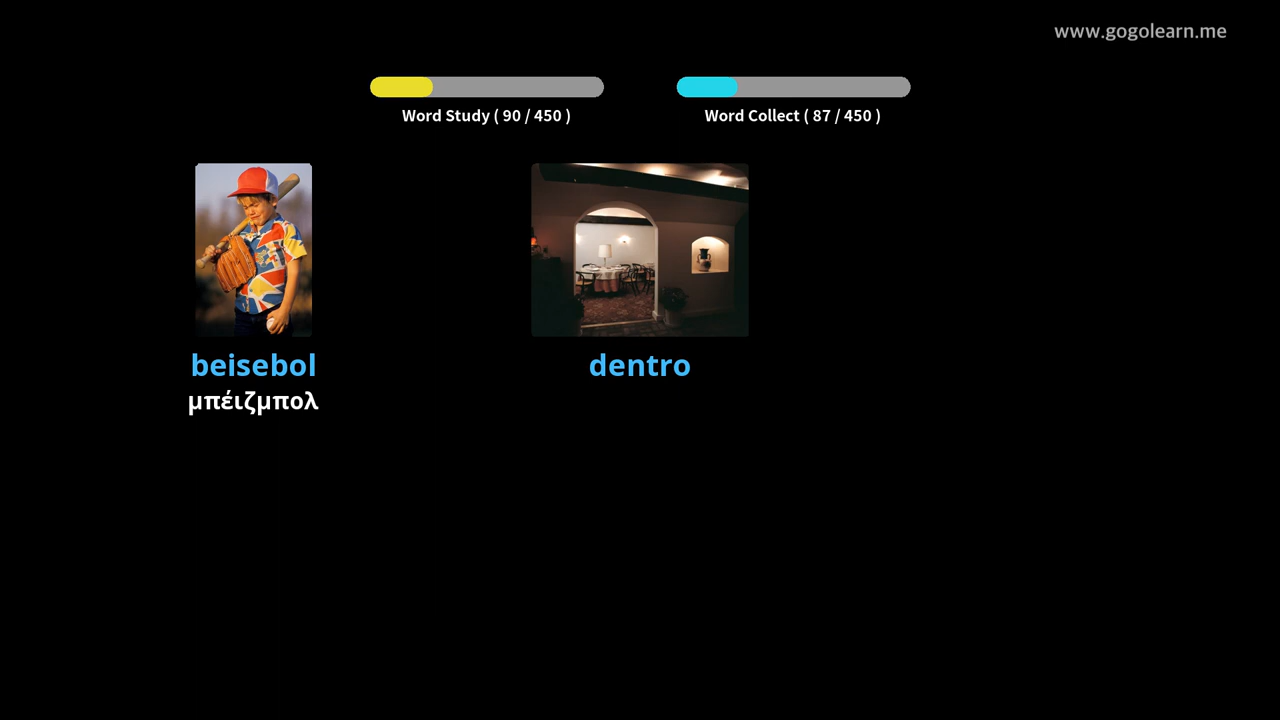 www.gogolearn.me
Word Study ( 90 / 450 )
Word Collect ( 87 / 450 )
beisebol
μπέιζμπολ
dentro